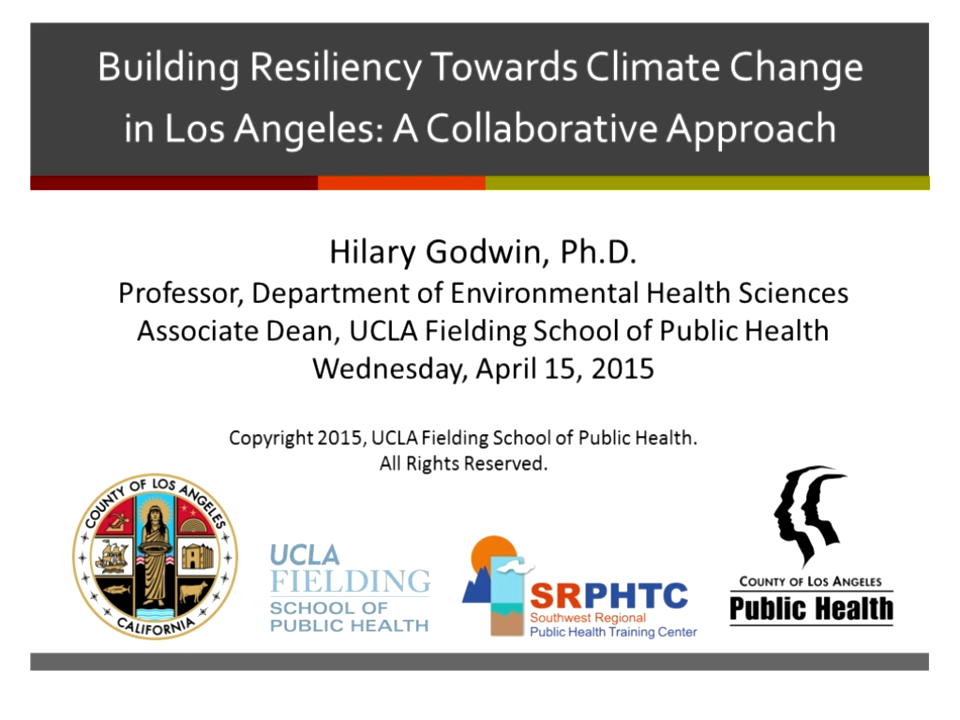 Building Resiliency Towards Climate Change
in Los Angeles: A Collaborative Approach
Hilary Godwin, Ph.D.
Professor, Department of Environmental Health Sciences
Associate Dean, UCLA Fielding School of Public Health
Wednesday, April 15, 2015
Copyright 2015, UCLA Fielding School of Public Health.
All Rights Reserved.
COUNTY OF LOS ANGELES
CALIFORNIA
UCLA
FIELDING
SCHOOL OF
PUBLIC HEALTH
SRPHTC
Southwest Regional
Public Health Training Center
COUNTY OF LOS ANGELES
Public Health